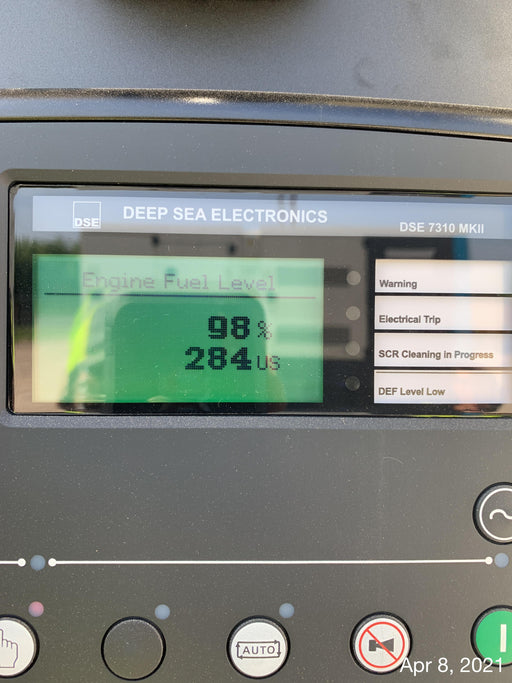 DSE
DEEP SEA ELECTRONICS
DSE 7310 MKII
Engine Fuel Level
98 %
284 US
Warning
Electrical Trip
SCR Cleaning in Progress
DEF Level Low
AUTO
Apr 8, 2021